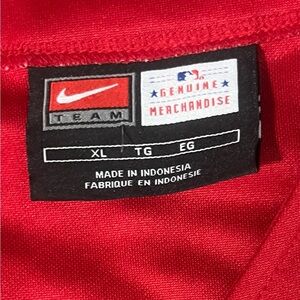 TEAM
GENUINE
MERCHANDISE
XL TG EG
MADE IN INDONESIA
FABRIQUE EN INDONESIE